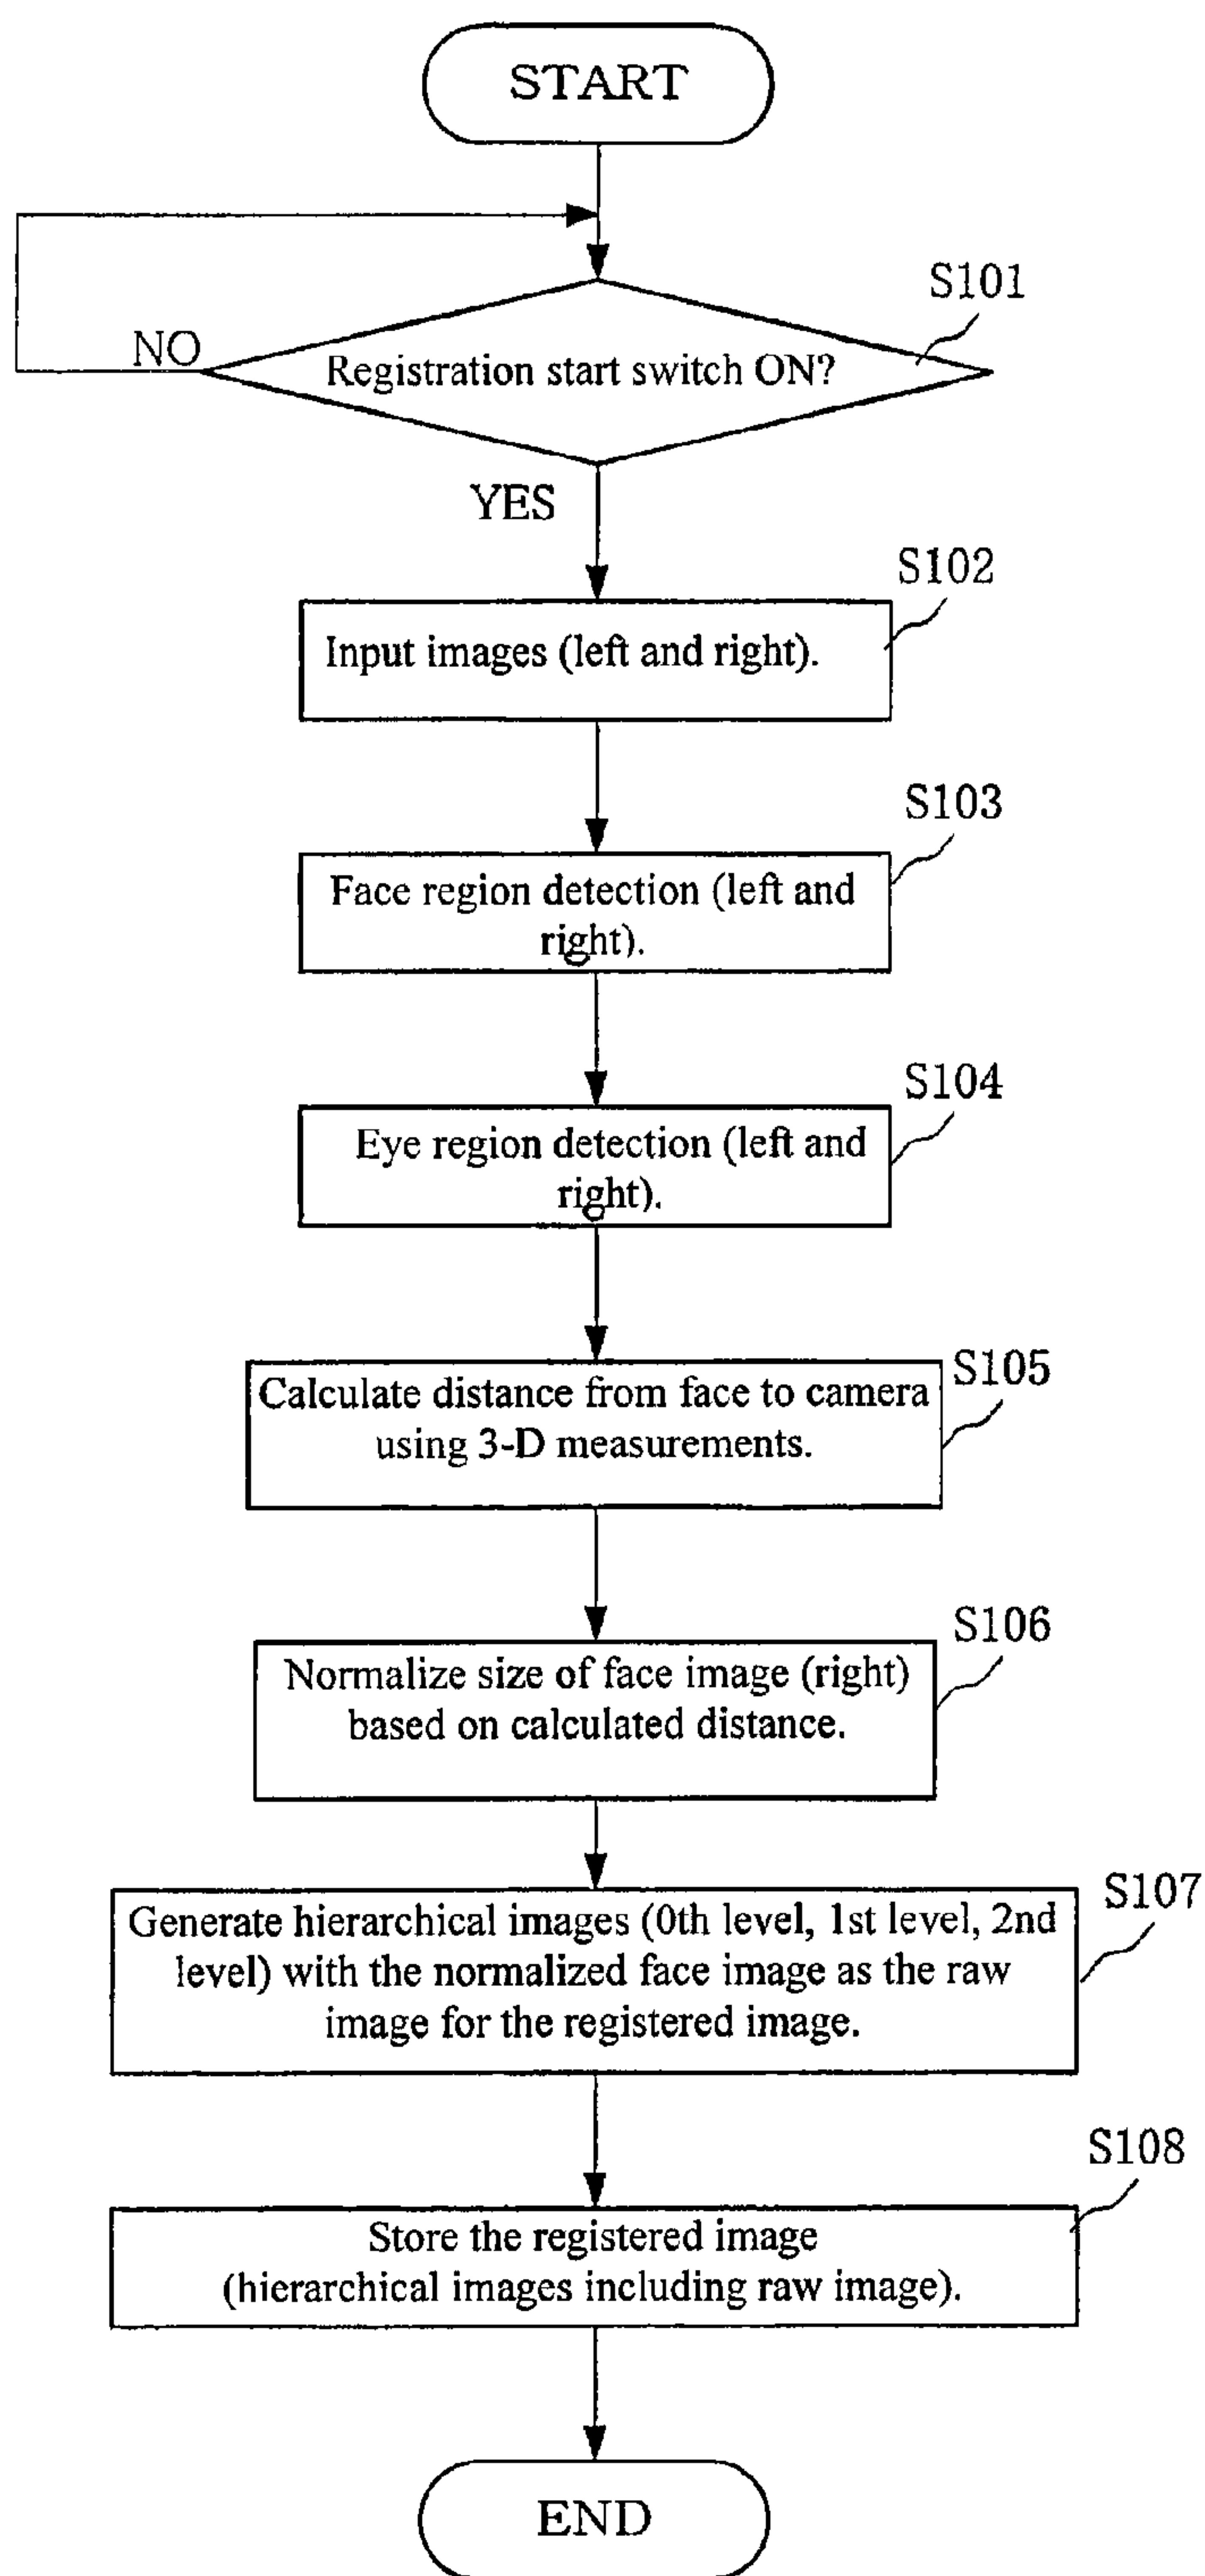 START
S101
NO
Registration start switch ON?
YES
S102
Input images (left and right).
S103
Face region detection (left and
right).
S104
Eye region detection (left and
right).
S105
Calculate distance from face to camera
using 3-D measurements.
S106
Normalize size of face image (right)
based on calculated distance.
S107
Generate hierarchical images (0th level, 1st level, 2nd
level) with the normalized face image as the raw
image for the registered image.
S108
Store the registered image
(hierarchical images including raw image).
END